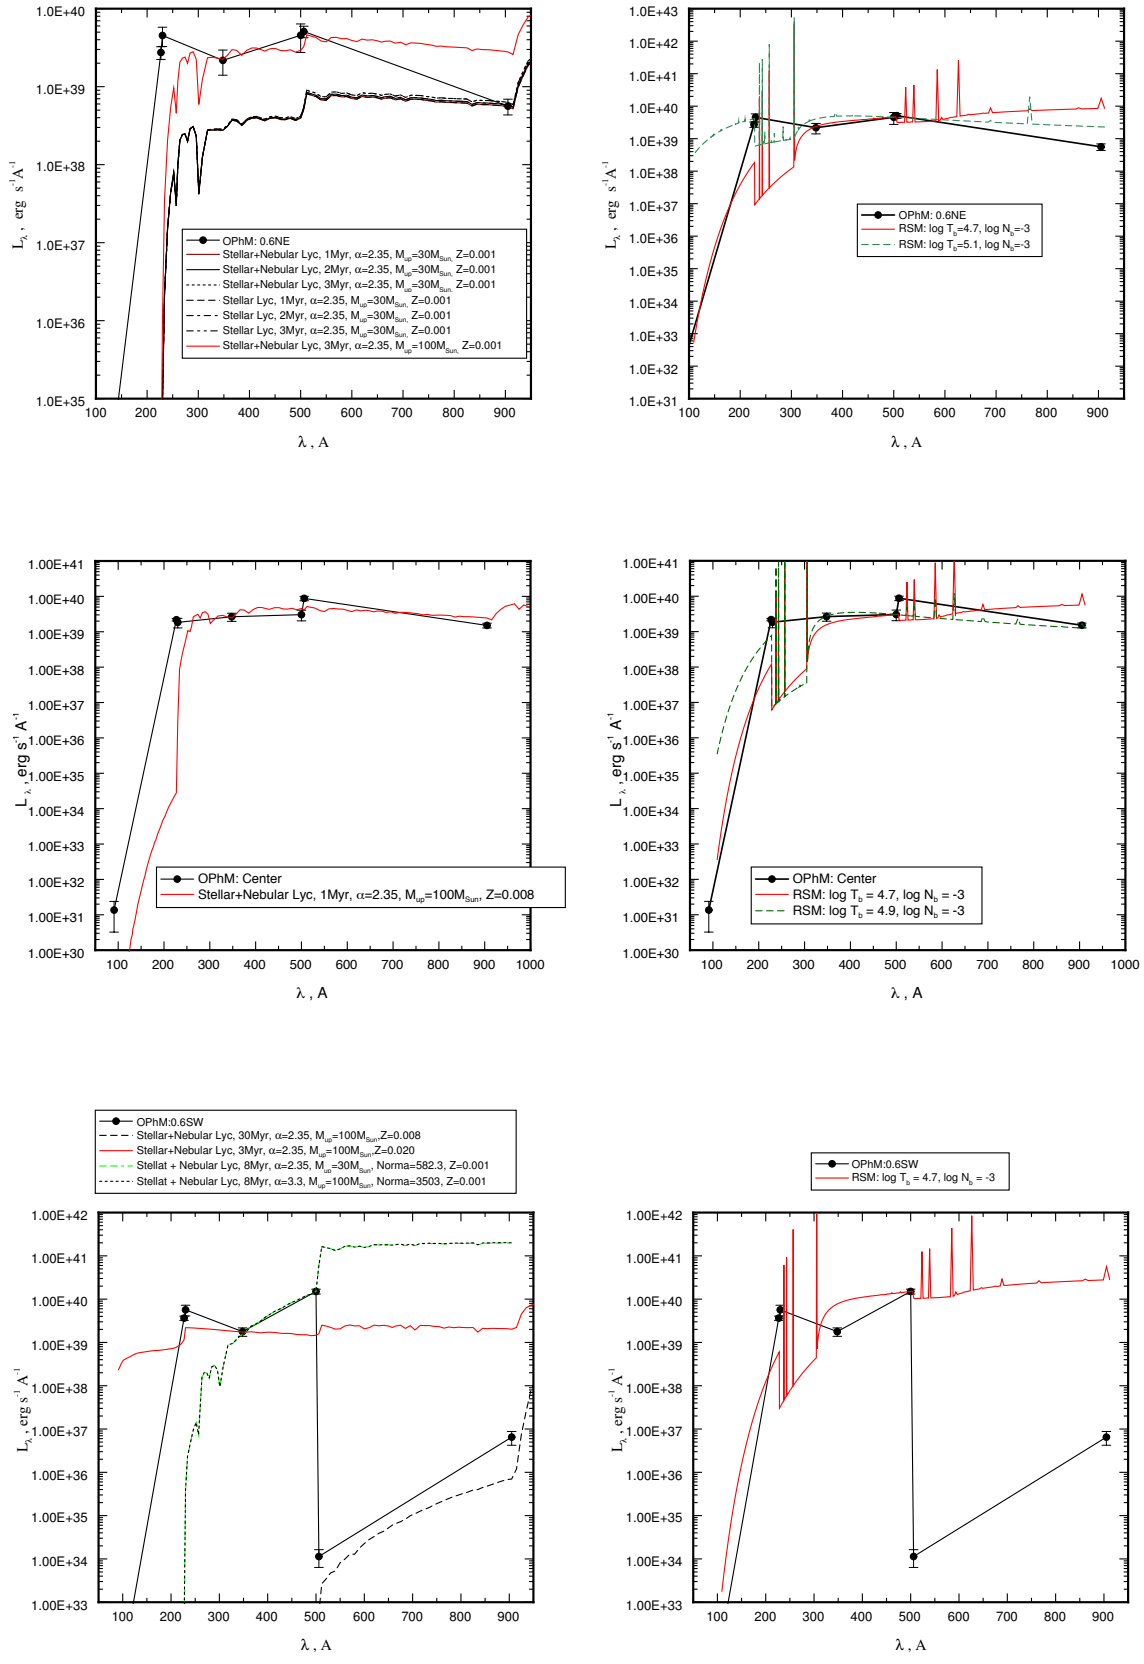 1.0E+40
1.0E+39
1.0E+38
1.0E+37
1.0E+36
1.0E+35
L_λ , erg s⁻¹A⁻¹
OPhM: 0.6NE
Stellar+Nebular Lyc, 1Myr, α=2.35, M_up=30M_Sun, Z=0.001
Stellar+Nebular Lyc, 2Myr, α=2.35, M_up=30M_Sun, Z=0.001
Stellar+Nebular Lyc, 3Myr, α=2.35, M_up=30M_Sun, Z=0.001
Stellar Lyc, 1Myr, α=2.35, M_up=30M_Sun, Z=0.001
Stellar Lyc, 2Myr, α=2.35, M_up=30M_Sun, Z=0.001
Stellar Lyc, 3Myr, α=2.35, M_up=30M_Sun, Z=0.001
Stellar+Nebular Lyc, 3Myr, α=2.35, M_up=100M_Sun, Z=0.001
100 200 300 400 500 600 700 800 900
λ , A
1.0E+43
1.0E+42
1.0E+41
1.0E+40
1.0E+39
1.0E+38
1.0E+37
1.0E+36
1.0E+35
1.0E+34
1.0E+33
1.0E+32
1.0E+31
L_λ , erg s⁻¹A⁻¹
OPhM: 0.6NE
RSM: log T_b=4.7, log N_b=-3
RSM: log T_b=5.1, log N_b=-3
100 200 300 400 500 600 700 800 900
λ , A
1.00E+41
1.00E+40
1.00E+39
1.00E+38
1.00E+37
1.00E+36
1.00E+35
1.00E+34
1.00E+33
1.00E+32
1.00E+31
1.00E+30
L_λ , erg s⁻¹ A⁻¹
OPhM: Center
Stellar+Nebular Lyc, 1Myr, α=2.35, M_up=100M_Sun, Z=0.008
100 200 300 400 500 600 700 800 900 1000
λ , A
1.00E+41
1.00E+40
1.00E+39
1.00E+38
1.00E+37
1.00E+36
1.00E+35
1.00E+34
1.00E+33
1.00E+32
1.00E+31
1.00E+30
L_λ , erg s⁻¹ A⁻¹
OPhM: Center
RSM: log T_b = 4.7, log N_b = -3
RSM: log T_b = 4.9, log N_b = -3
100 200 300 400 500 600 700 800 900 1000
λ , A
OPhM:0.6SW
Stellar+Nebular Lyc, 30Myr, α=2.35, M_up=100M_Sun,Z=0.008
Stellar+Nebular Lyc, 3Myr, α=2.35, M_up=100M_Sun,Z=0.020
Stellat + Nebular Lyc, 8Myr, α=2.35, M_up=30M_Sun, Norma=582.3, Z=0.001
Stellat + Nebular Lyc, 8Myr, α=3.3, M_up=100M_Sun, Norma=3503, Z=0.001
1.00E+42
1.00E+41
1.00E+40
1.00E+39
1.00E+38
1.00E+37
1.00E+36
1.00E+35
1.00E+34
1.00E+33
L_λ , erg s⁻¹ A⁻¹
100 200 300 400 500 600 700 800 900
λ , A
OPhM:0.6SW
RSM: log T_b = 4.7, log N_b = -3
1.00E+42
1.00E+41
1.00E+40
1.00E+39
1.00E+38
1.00E+37
1.00E+36
1.00E+35
1.00E+34
1.00E+33
L_λ , erg s⁻¹ A⁻¹
100 200 300 400 500 600 700 800 900
λ , A